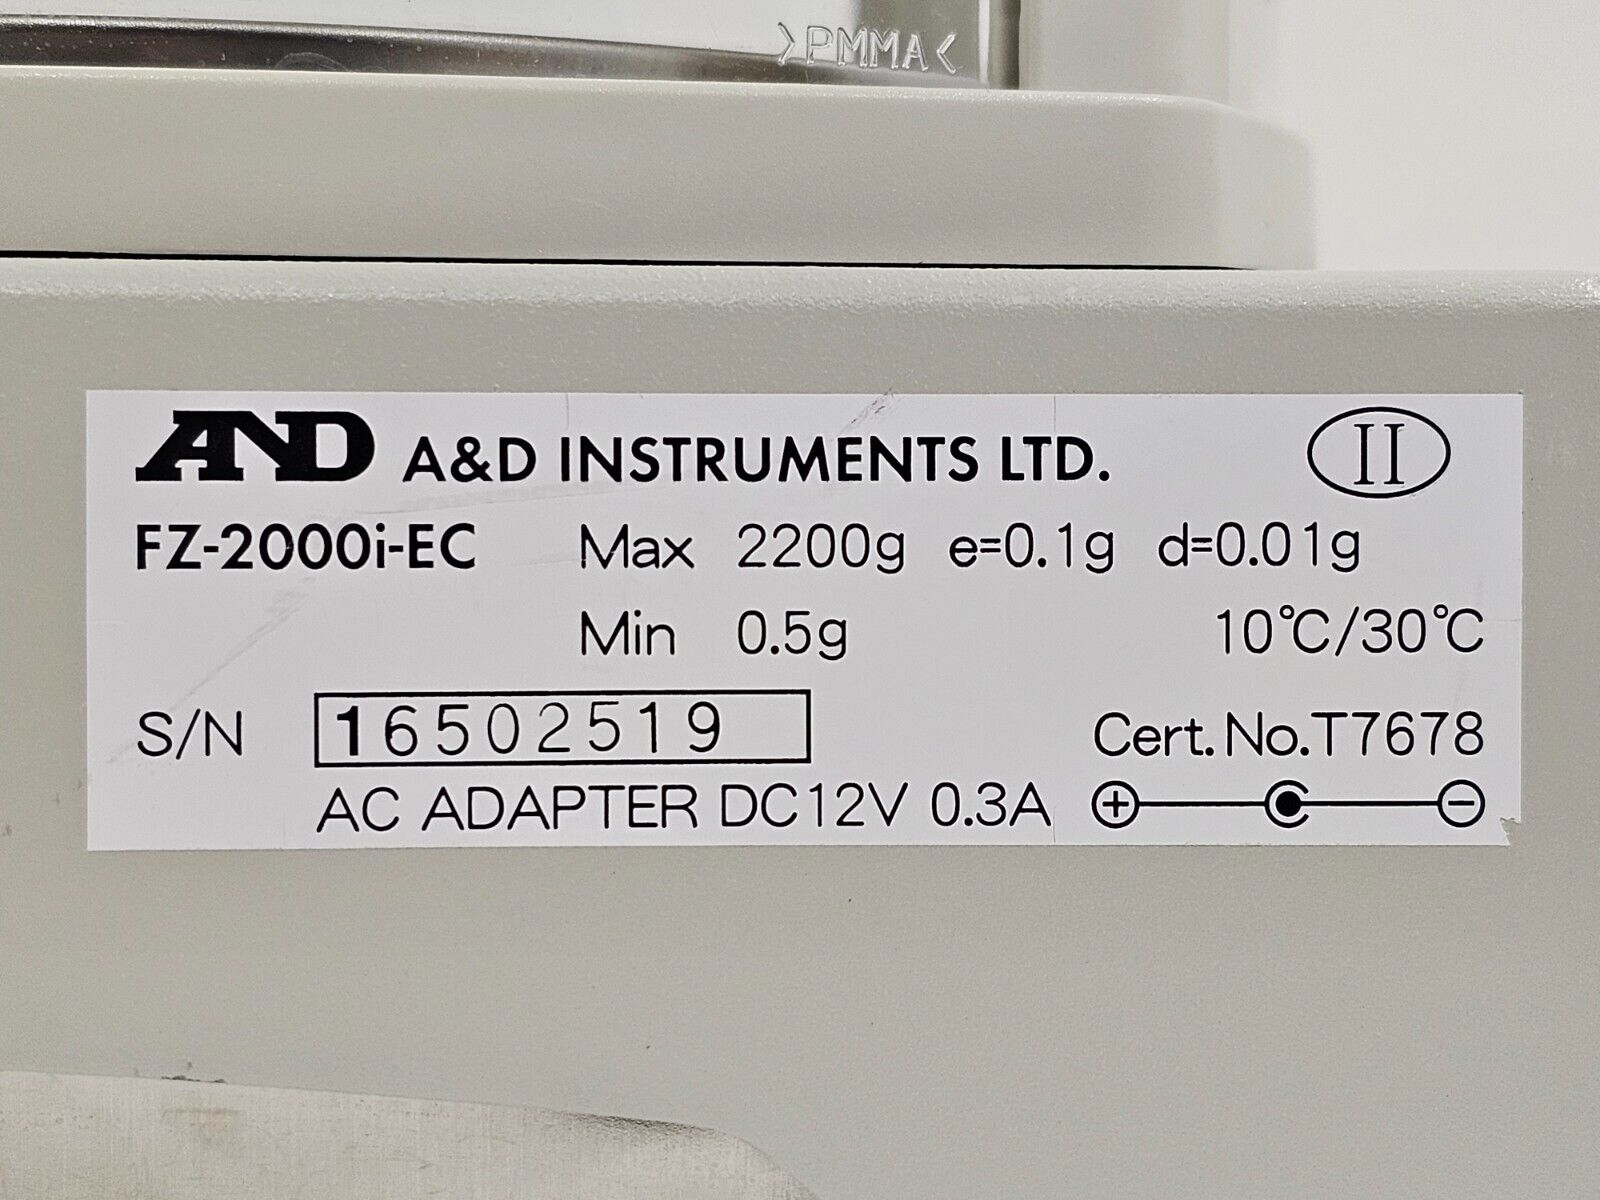 >PMMA<
AND A&D INSTRUMENTS LTD. II
FZ-2000i-EC Max 2200g e=0.1g d=0.01g
Min 0.5g 10℃/30℃
S/N 16502519 Cert.No.T7678
AC ADAPTER DC12V 0.3A + −